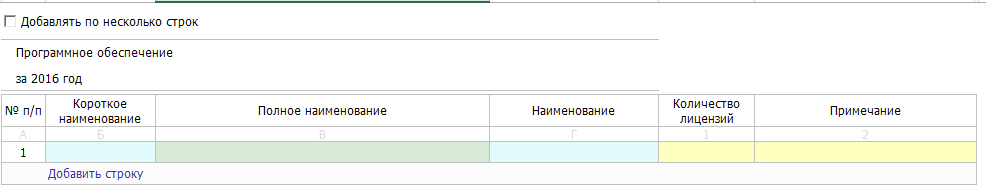 Добавлять по несколько строк
Программное обеспечение
за 2016 год
№ п/п Короткое наименование Полное наименование Наименование Количество лицензий Примечание
А Б В Г 1 2
1
Добавить строку